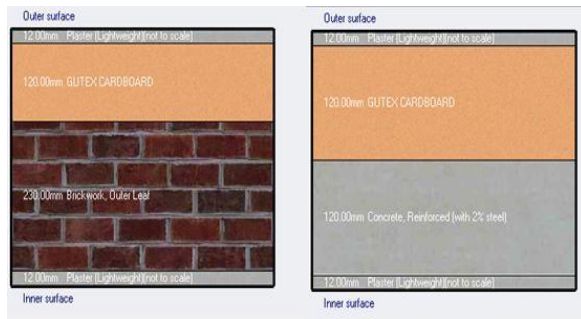 Outer surface
12.00mm Plaster (Lightweight)(not to scale)
120.00mm GUTEX CARDBOARD
230.00mm Brickwork, Outer Leaf
12.00mm Plaster (Lightweight)(not to scale)
Inner surface
Outer surface
12.00mm Plaster (Lightweight)(not to scale)
120.00mm GUTEX CARDBOARD
120.00mm Concrete, Reinforced (with 2% steel)
12.00mm Plaster (Lightweight)(not to scale)
Inner surface